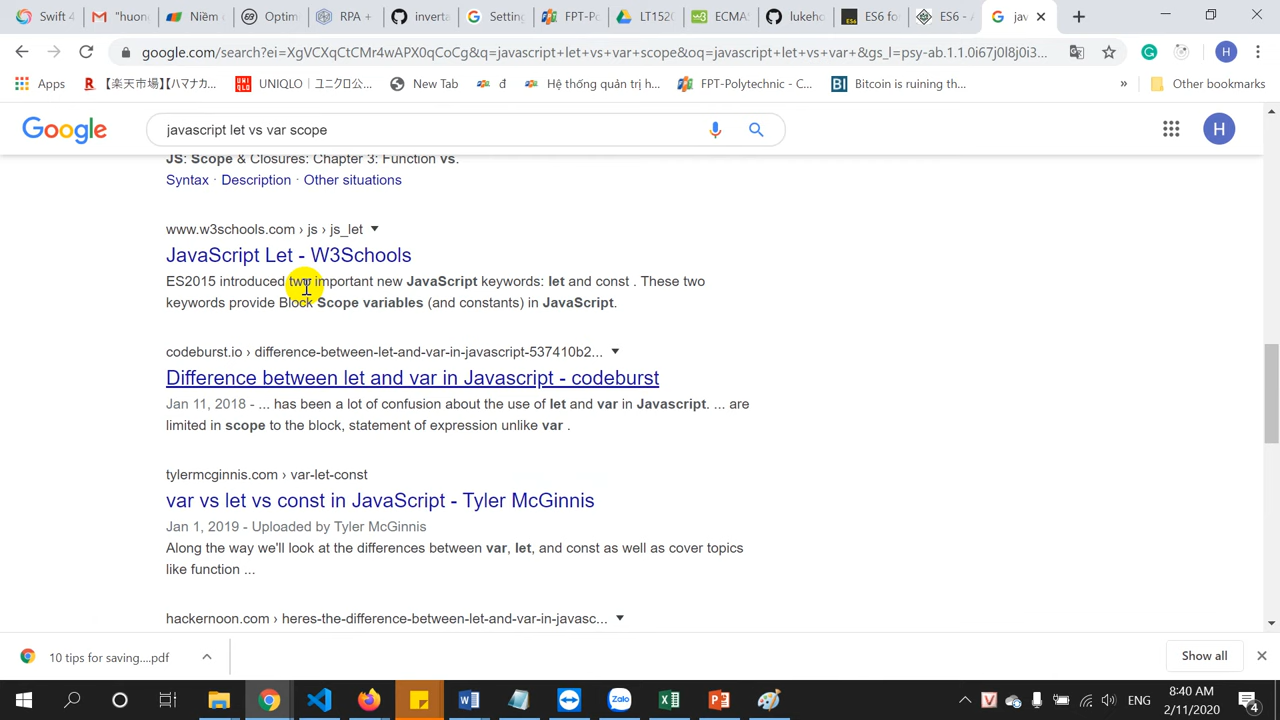 Swift 4
"huon
Niềm
Optim
RPA +
inverta
Setting
FPT-Po
LT152
ECMAS
lukeho
ES6 fo
ES6 - A
jav
google.com/search?ei=XgVCXqCtCMr4wAPX0qCoCg&q=javascript+let+vs+var+scope&oq=javascript+let+vs+var+&gs_l=psy-ab.1.1.0i67j0l8j0i3...
H
Apps
【楽天市場】【ハマナカ...
UNIQLO｜ユニクロ公...
New Tab
đ
Hệ thống quản trị h...
FPT-Polytechnic - C...
BI
Bitcoin is ruining th...
»
Other bookmarks
Google
javascript let vs var scope
H
JS: Scope & Closures: Chapter 3: Function vs.
Syntax · Description · Other situations
www.w3schools.com › js › js_let
JavaScript Let - W3Schools
ES2015 introduced two important new JavaScript keywords: let and const . These two
keywords provide Block Scope variables (and constants) in JavaScript.
codeburst.io › difference-between-let-and-var-in-javascript-537410b2...
Difference between let and var in Javascript - codeburst
Jan 11, 2018 - ... has been a lot of confusion about the use of let and var in Javascript. ... are
limited in scope to the block, statement of expression unlike var .
tylermcginnis.com › var-let-const
var vs let vs const in JavaScript - Tyler McGinnis
Jan 1, 2019 - Uploaded by Tyler McGinnis
Along the way we'll look at the differences between var, let, and const as well as cover topics
like function ...
hackernoon.com › heres-the-difference-between-let-and-var-in-javasc...
10 tips for saving....pdf
Show all
ENG
8:40 AM
2/11/2020
4